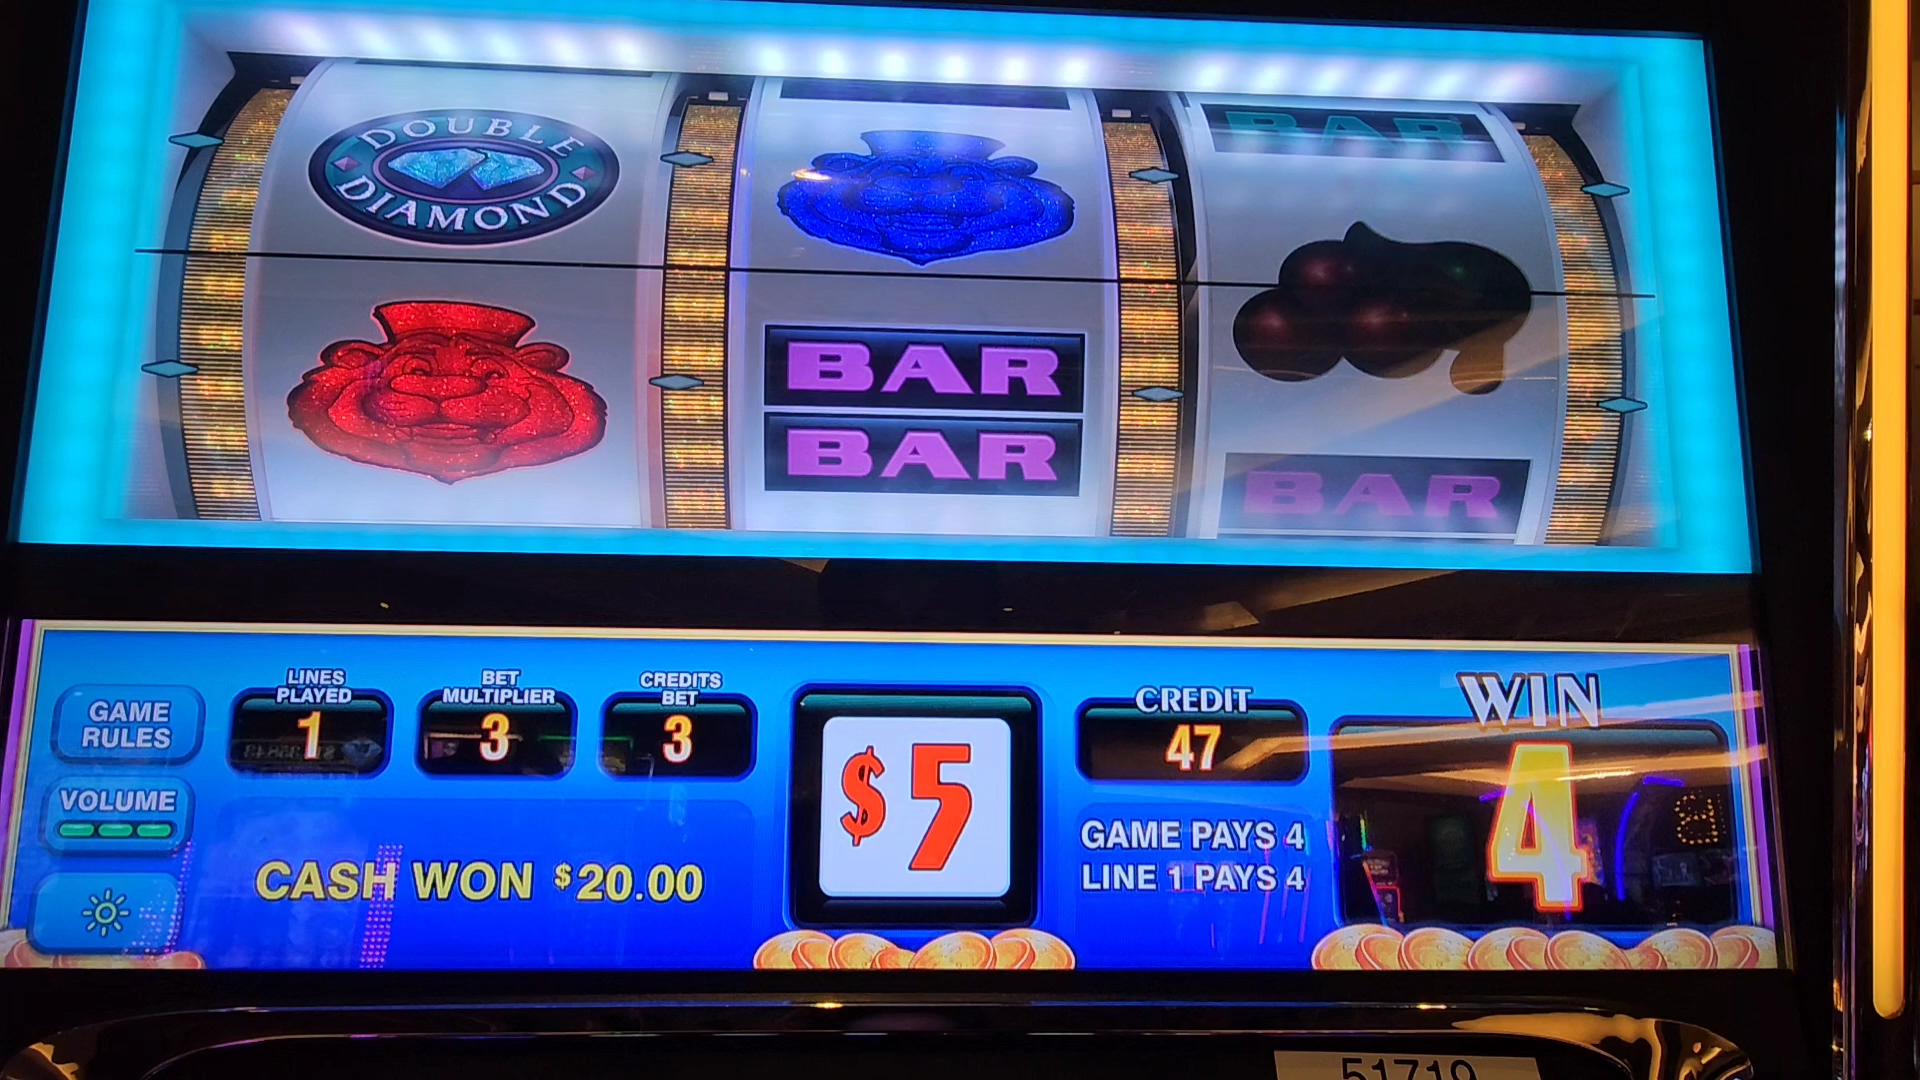 DOUBLE
DIAMOND
BAR
BAR
BAR
BAR
LINES
PLAYED
1
BET
MULTIPLIER
3
CREDITS
BET
3
$5
CREDIT
47
WIN
4
GAME
RULES
VOLUME
CASH WON $20.00
GAME PAYS 4
LINE 1 PAYS 4
51719